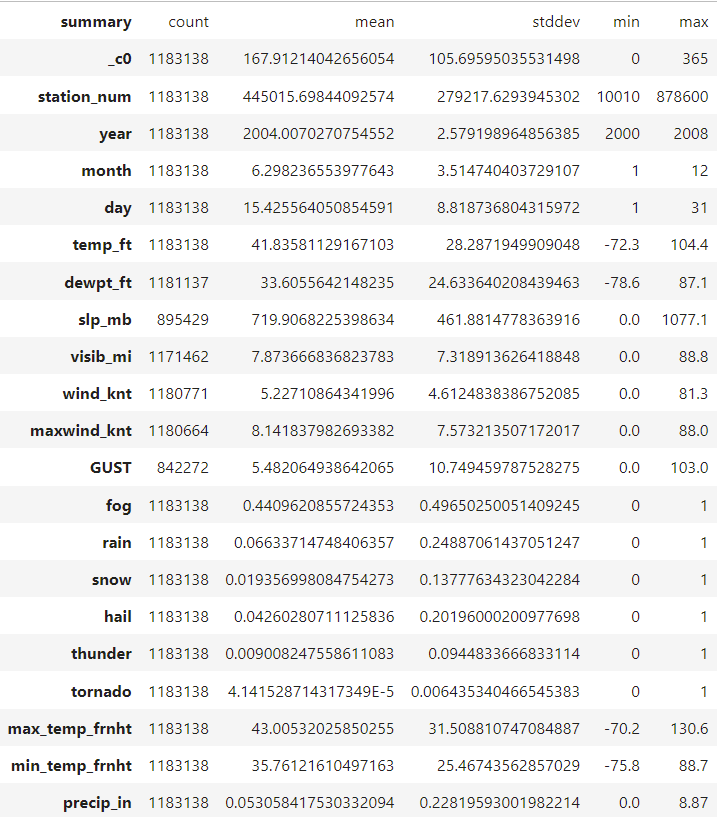 summary count mean stddev min max
_c0 1183138 167.91214042656054 105.69595035531498 0 365
station_num 1183138 445015.69844092574 279217.6293945302 10010 878600
year 1183138 2004.0070270754552 2.579198964856385 2000 2008
month 1183138 6.298236553977643 3.514740403729107 1 12
day 1183138 15.425564050854591 8.818736804315972 1 31
temp_ft 1183138 41.83581129167103 28.2871949909048 -72.3 104.4
dewpt_ft 1181137 33.6055642148235 24.633640208439463 -78.6 87.1
slp_mb 895429 719.9068225398634 461.8814778363916 0.0 1077.1
visib_mi 1171462 7.873666836823783 7.318913626418848 0.0 88.8
wind_knt 1180771 5.22710864341996 4.6124838386752085 0.0 81.3
maxwind_knt 1180664 8.141837982693382 7.573213507172017 0.0 88.0
GUST 842272 5.482064938642065 10.749459787528275 0.0 103.0
fog 1183138 0.4409620855724353 0.49650250051409245 0 1
rain 1183138 0.06633714748406357 0.24887061437051247 0 1
snow 1183138 0.019356998084754273 0.13777634323042284 0 1
hail 1183138 0.04260280711125836 0.20196000200977698 0 1
thunder 1183138 0.009008247558611083 0.0944833666833114 0 1
tornado 1183138 4.141528714317349E-5 0.006435340466545383 0 1
max_temp_frnht 1183138 43.00532025850255 31.508810747084887 -70.2 130.6
min_temp_frnht 1183138 35.76121610497163 25.46743562857029 -75.8 88.7
precip_in 1183138 0.053058417530332094 0.22819593001982214 0.0 8.87